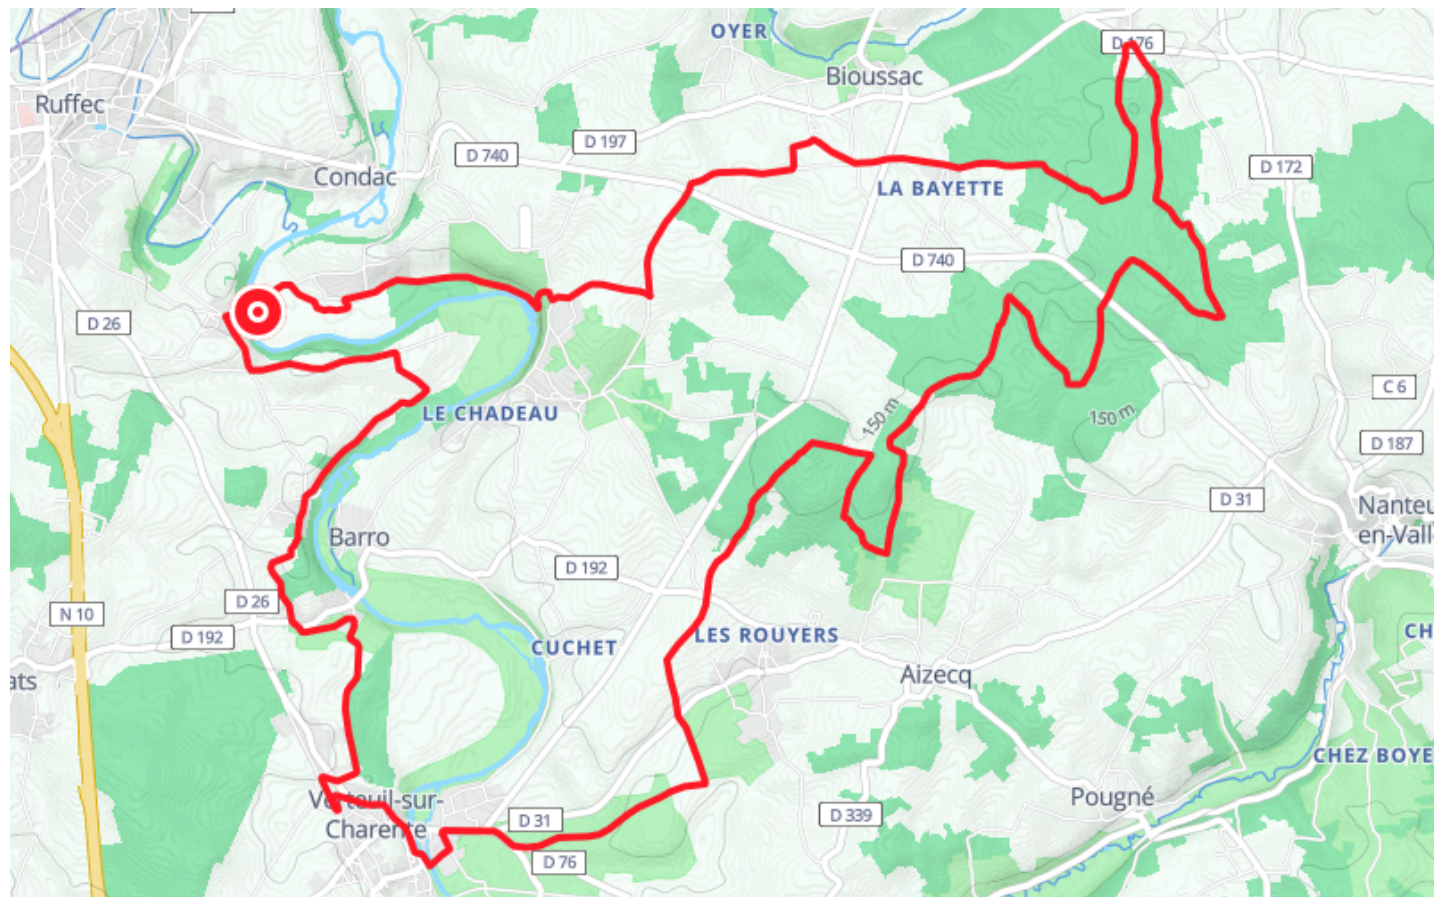 OYER
D 176
Bioussac
Ruffec
D 197
D 740
D 172
Condac
LA BAYETTE
D 740
D 26
C 6
LE CHADEAU
150 m
150 m
D 187
D 31
Nanteu
en-Vall
Barro
D 192
D 26
N 10
D 192
CUCHET
LES ROUYERS
CH
Aizecq
ats
CHEZ BOYE
Pougné
Verteuil-sur-
Charente
D 31
D 339
D 76